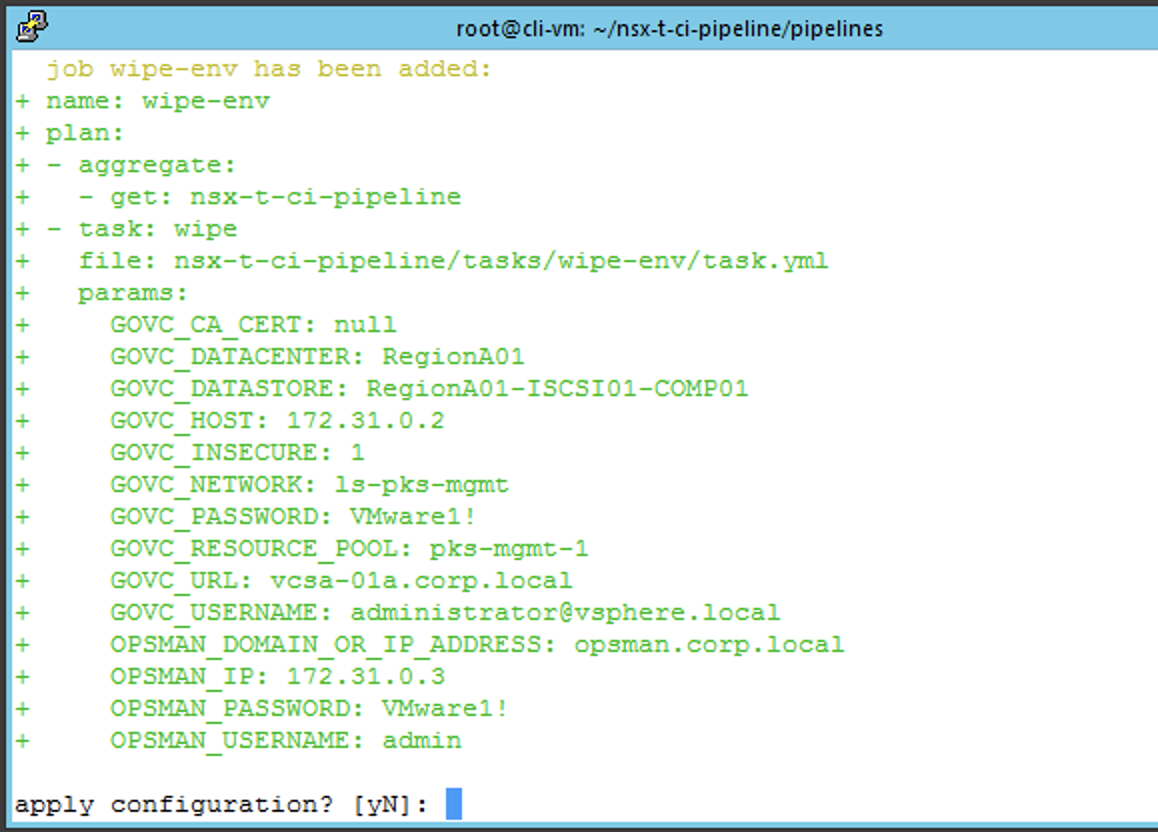 root@cli-vm: ~/nsx-t-ci-pipeline/pipelines
  job wipe-env has been added:
+ name: wipe-env
+ plan:
+ - aggregate:
+   - get: nsx-t-ci-pipeline
+ - task: wipe
+   file: nsx-t-ci-pipeline/tasks/wipe-env/task.yml
+   params:
+     GOVC_CA_CERT: null
+     GOVC_DATACENTER: RegionA01
+     GOVC_DATASTORE: RegionA01-ISCSI01-COMP01
+     GOVC_HOST: 172.31.0.2
+     GOVC_INSECURE: 1
+     GOVC_NETWORK: ls-pks-mgmt
+     GOVC_PASSWORD: VMware1!
+     GOVC_RESOURCE_POOL: pks-mgmt-1
+     GOVC_URL: vcsa-01a.corp.local
+     GOVC_USERNAME: administrator@vsphere.local
+     OPSMAN_DOMAIN_OR_IP_ADDRESS: opsman.corp.local
+     OPSMAN_IP: 172.31.0.3
+     OPSMAN_PASSWORD: VMware1!
+     OPSMAN_USERNAME: admin
apply configuration? [yN]: